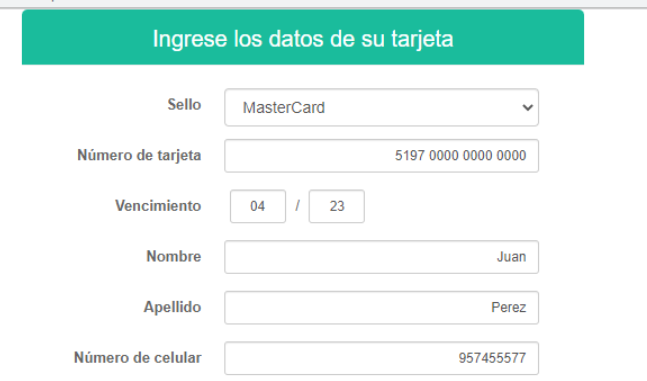 Ingrese los datos de su tarjeta
Sello MasterCard
Número de tarjeta 5197 0000 0000 0000
Vencimiento 04 / 23
Nombre Juan
Apellido Perez
Número de celular 957455577